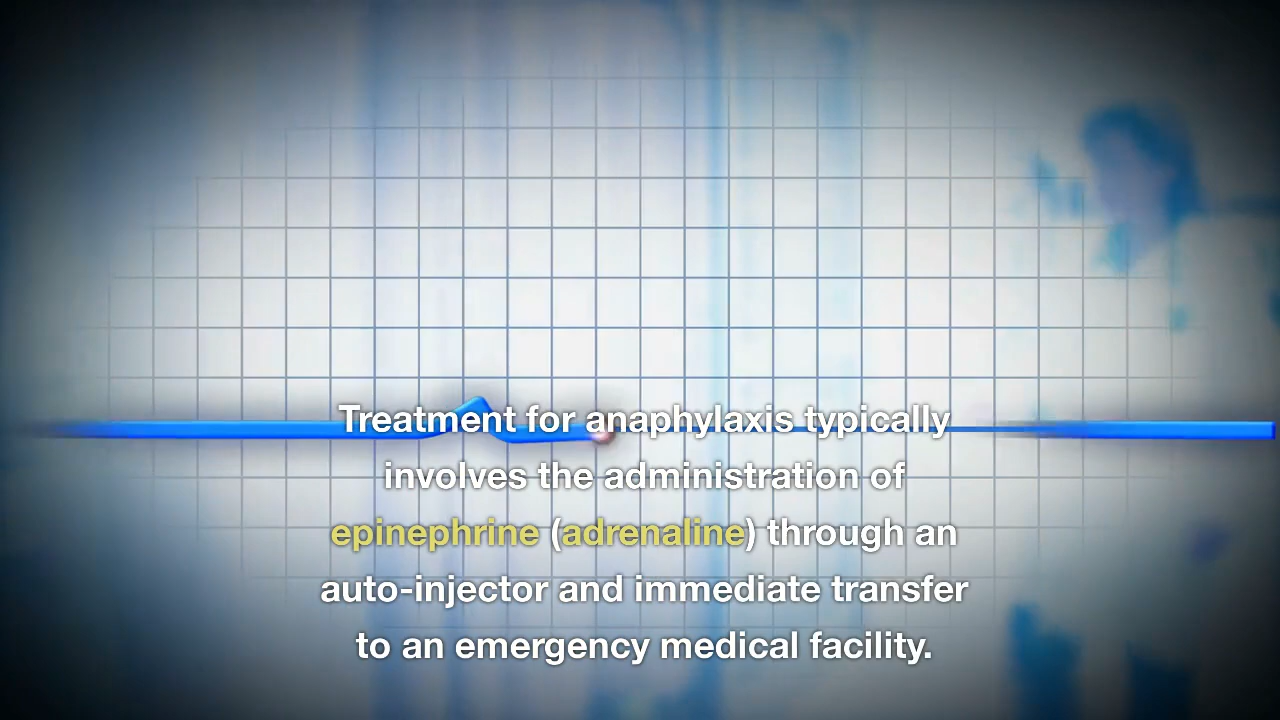 Treatment for anaphylaxis typically
involves the administration of
epinephrine (adrenaline) through an
auto-injector and immediate transfer
to an emergency medical facility.